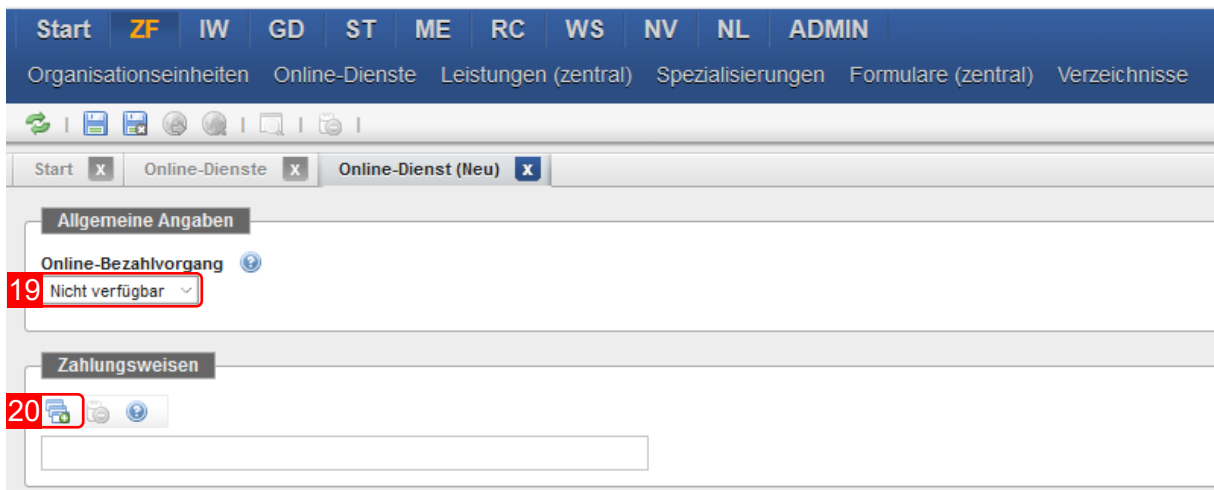 Start ZF IW GD ST ME RC WS NV NL ADMIN
Organisationseinheiten Online-Dienste Leistungen (zentral) Spezialisierungen Formulare (zentral) Verzeichnisse
Start x Online-Dienste x Online-Dienst (Neu) x
Allgemeine Angaben
Online-Bezahlvorgang ?
19 Nicht verfügbar
Zahlungsweisen
20 ?